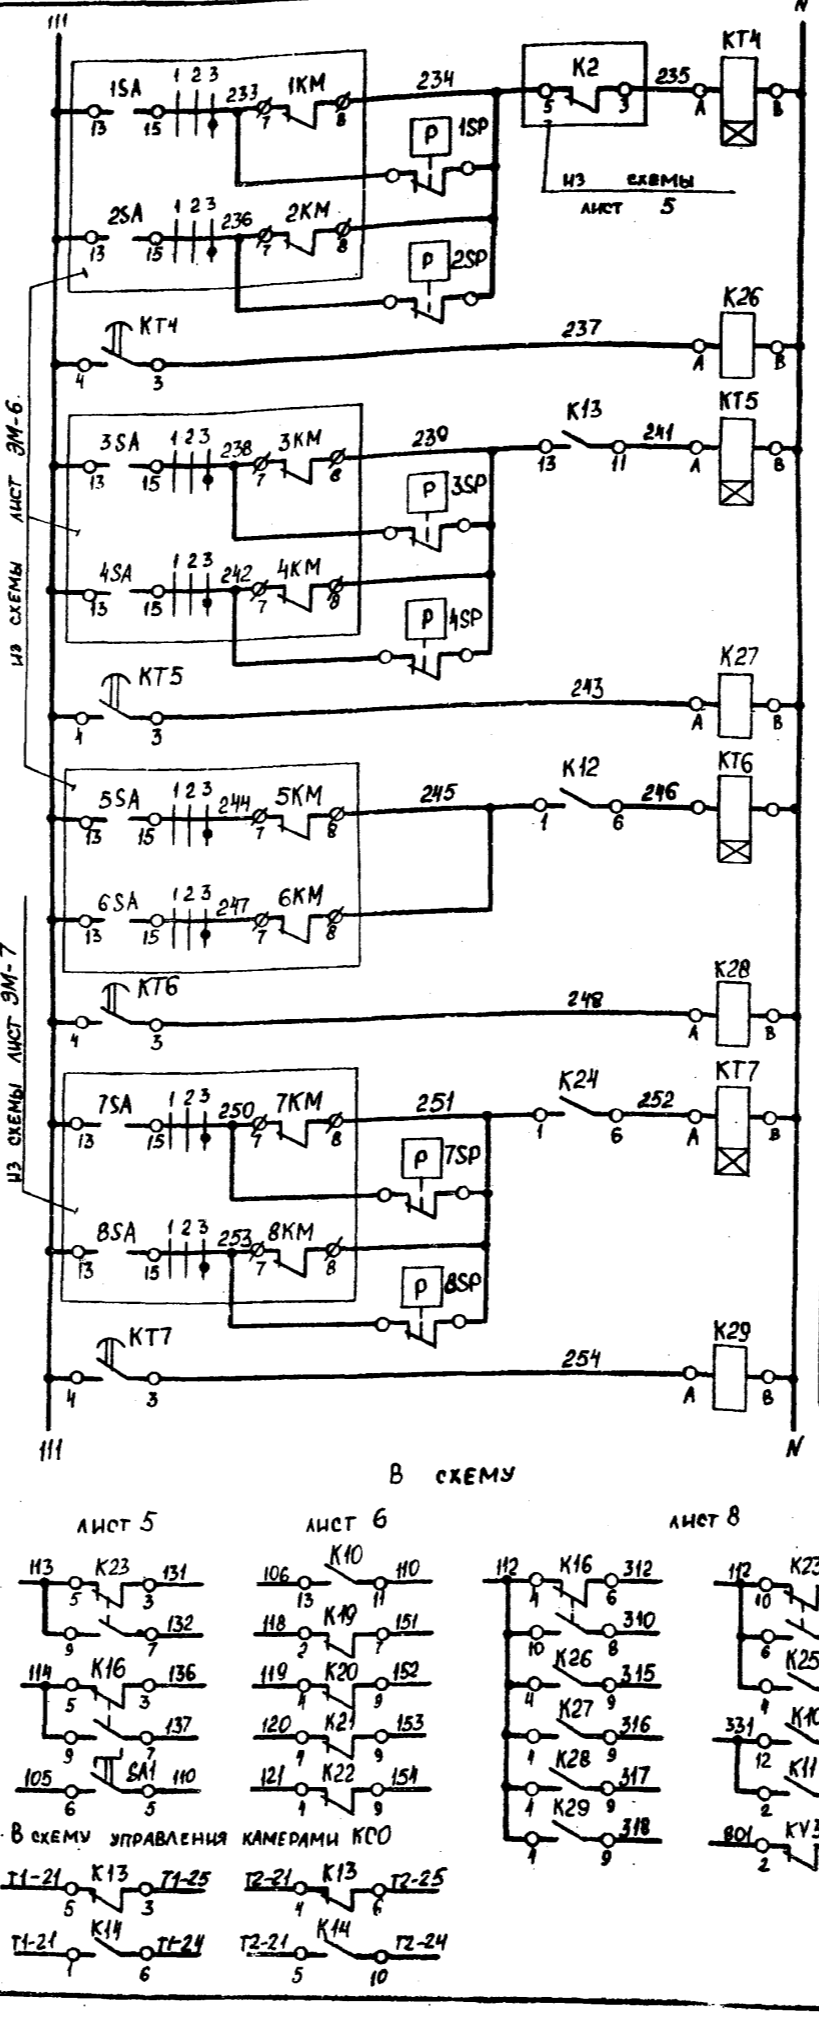 111 N
1SA 1 2 3 233 1KM 234 K2 235 KT4
13 15 7 8 5 3 A B
P 1SP
ИЗ СХЕМЫ
ЛИСТ 5
2SA 1 2 3 236 2KM
13 15 7 8
P 2SP
KT4 237 K26
4 3 A B
ИЗ СХЕМЫ ЛИСТ ЭМ-6.
3SA 1 2 3 238 3KM 239 K13 241 KT5
13 15 7 8 13 11 A B
P 3SP
4SA 1 2 3 242 4KM
13 15 7 8
P 4SP
KT5 243 K27
4 3 A B
5SA 1 2 3 244 5KM 245 K12 246 KT6
13 15 7 8 1 6
6SA 1 2 3 247 6KM
13 15 7 8
ИЗ СХЕМЫ ЛИСТ ЭМ-7
KT6 248 K28
4 3 A B
7SA 1 2 3 250 7KM 251 K24 252 KT7
13 15 7 8 1 6 A B
P 7SP
8SA 1 2 3 253 8KM
13 15 7 8
P 8SP
KT7 254 K29
4 3 A B
111 N
В СХЕМУ
ЛИСТ 5
113 K23 131
5 3
132
9 7
114 K16 136
5 3
137
9 7
105 SA1 110
6 5
ЛИСТ 6
106 K10 110
13 11
118 K19 151
2 7
119 K20 152
4 9
120 K21 153
4 9
121 K22 154
1 9
ЛИСТ 8
112 K16 312
4 6
310
10 8
K26 315
4 9
K27 316
4 9
K28 317
4 9
K29 318
4 9
112 K23
10
6
K25
4
331 K10
12
K11
2
801 KV3
2
В СХЕМУ УПРАВЛЕНИЯ КАМЕРАМИ КСО
T1-21 K13 T1-25
5 3
T1-21 K14 T1-24
1 6
T2-21 K13 T2-25
4 6
T2-21 K14 T2-24
5 10